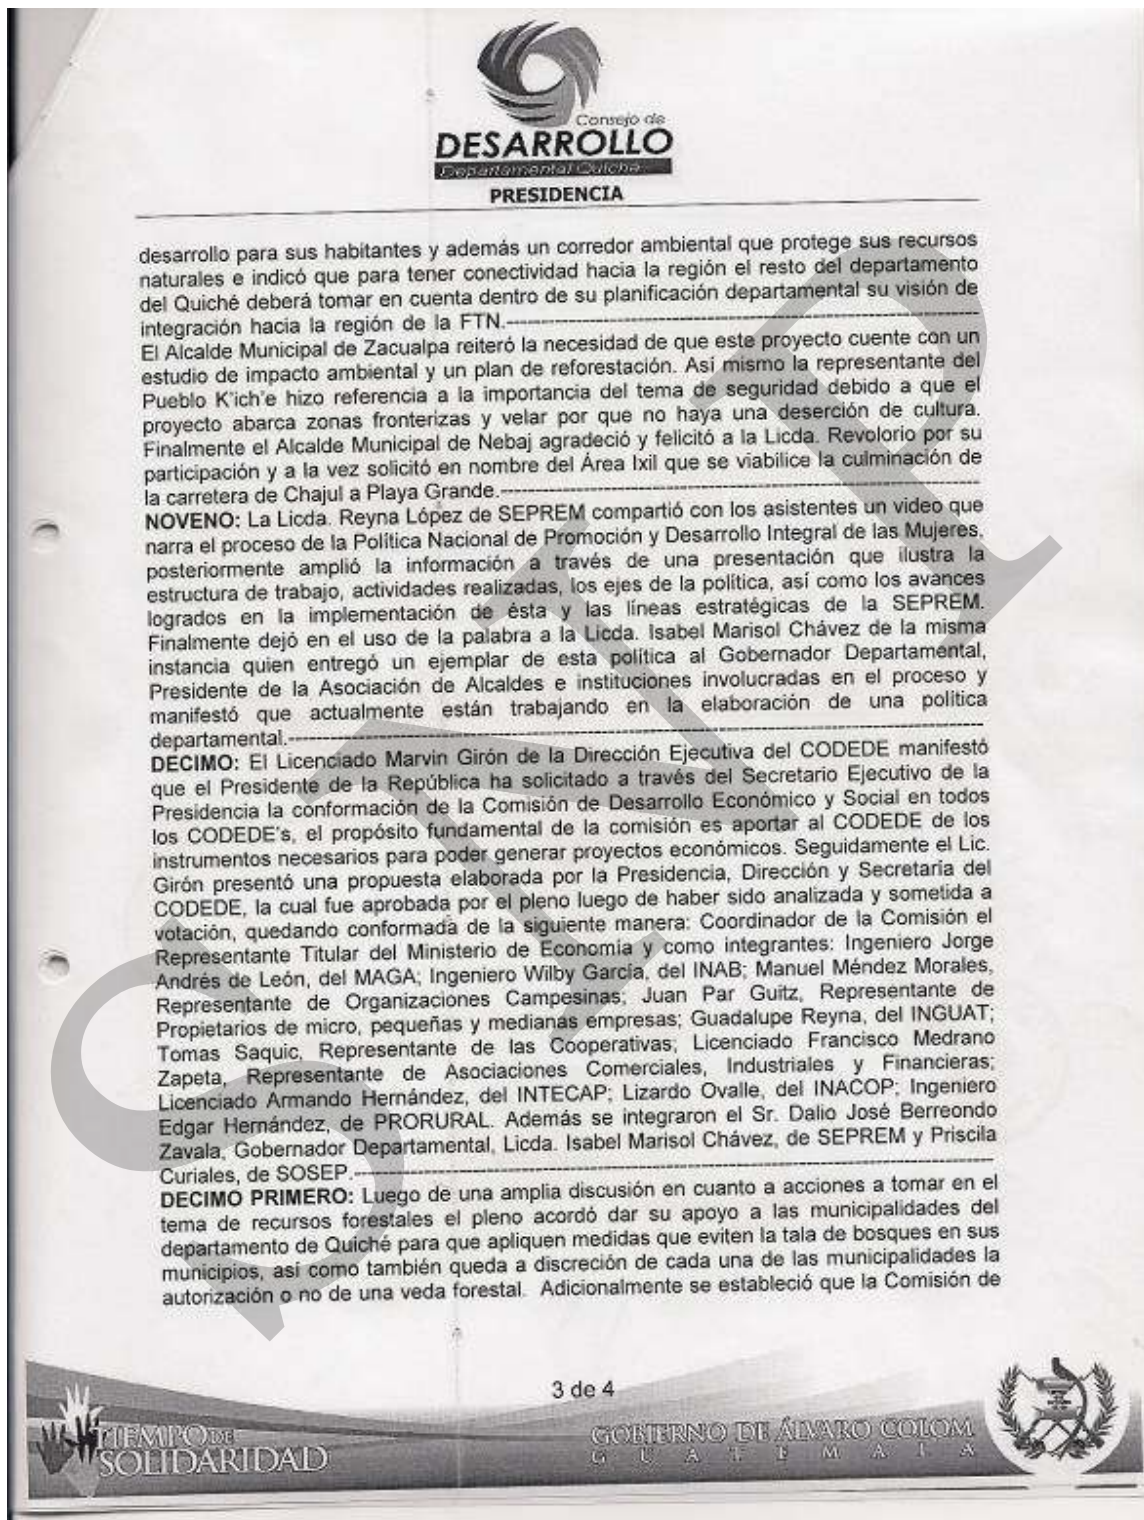 Consejo de
DESARROLLO
Departamental Quiché
PRESIDENCIA
desarrollo para sus habitantes y además un corredor ambiental que protege sus recursos
naturales e indicó que para tener conectividad hacia la región el resto del departamento
del Quiché deberá tomar en cuenta dentro de su planificación departamental su visión de
integración hacia la región de la FTN.------------------------------------------------------------
El Alcalde Municipal de Zacualpa reiteró la necesidad de que este proyecto cuente con un
estudio de impacto ambiental y un plan de reforestación. Así mismo la representante del
Pueblo K'ich'e hizo referencia a la importancia del tema de seguridad debido a que el
proyecto abarca zonas fronterizas y velar por que no haya una deserción de cultura.
Finalmente el Alcalde Municipal de Nebaj agradeció y felicitó a la Licda. Revolorio por su
participación y a la vez solicitó en nombre del Área Ixil que se viabilice la culminación de
la carretera de Chajul a Playa Grande.------------------------------------------------------------
NOVENO: La Licda. Reyna López de SEPREM compartió con los asistentes un video que
narra el proceso de la Política Nacional de Promoción y Desarrollo Integral de las Mujeres,
posteriormente amplió la información a través de una presentación que ilustra la
estructura de trabajo, actividades realizadas, los ejes de la política, así como los avances
logrados en la implementación de ésta y las líneas estratégicas de la SEPREM.
Finalmente dejó en el uso de la palabra a la Licda. Isabel Marisol Chávez de la misma
instancia quien entregó un ejemplar de esta política al Gobernador Departamental,
Presidente de la Asociación de Alcaldes e instituciones involucradas en el proceso y
manifestó que actualmente están trabajando en la elaboración de una política
departamental.------------------------------------------------------------
DECIMO: El Licenciado Marvin Girón de la Dirección Ejecutiva del CODEDE manifestó
que el Presidente de la República ha solicitado a través del Secretario Ejecutivo de la
Presidencia la conformación de la Comisión de Desarrollo Económico y Social en todos
los CODEDE's, el propósito fundamental de la comisión es aportar al CODEDE de los
instrumentos necesarios para poder generar proyectos económicos. Seguidamente el Lic.
Girón presentó una propuesta elaborada por la Presidencia, Dirección y Secretaría del
CODEDE, la cual fue aprobada por el pleno luego de haber sido analizada y sometida a
votación, quedando conformada de la siguiente manera: Coordinador de la Comisión el
Representante Titular del Ministerio de Economía y como integrantes: Ingeniero Jorge
Andrés de León, del MAGA; Ingeniero Wilby García, del INAB; Manuel Méndez Morales,
Representante de Organizaciones Campesinas; Juan Par Guitz, Representante de
Propietarios de micro, pequeñas y medianas empresas; Guadalupe Reyna, del INGUAT;
Tomas Saquic, Representante de las Cooperativas; Licenciado Francisco Medrano
Zapeta, Representante de Asociaciones Comerciales, Industriales y Financieras;
Licenciado Armando Hernández, del INTECAP; Lizardo Ovalle, del INACOP; Ingeniero
Edgar Hernández, de PRORURAL. Además se integraron el Sr. Dalio José Berreondo
Zavala, Gobernador Departamental, Licda. Isabel Marisol Chávez, de SEPREM y Priscila
Curiales, de SOSEP.------------------------------------------------------------
DECIMO PRIMERO: Luego de una amplia discusión en cuanto a acciones a tomar en el
tema de recursos forestales el pleno acordó dar su apoyo a las municipalidades del
departamento de Quiché para que apliquen medidas que eviten la tala de bosques en sus
municipios, así como también queda a discreción de cada una de las municipalidades la
autorización o no de una veda forestal. Adicionalmente se estableció que la Comisión de
3 de 4
TIEMPO DE
SOLIDARIDAD
GOBIERNO DE ÁLVARO COLOM
GUATEMALA
SNIP